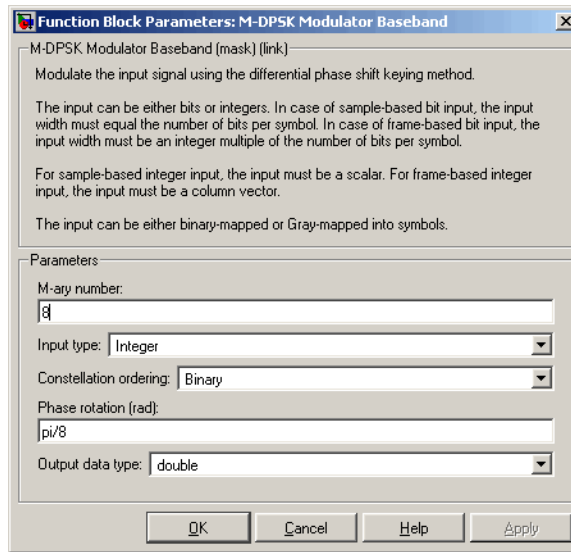 Function Block Parameters: M-DPSK Modulator Baseband
M-DPSK Modulator Baseband (mask) (link)
Modulate the input signal using the differential phase shift keying method.
The input can be either bits or integers. In case of sample-based bit input, the input
width must equal the number of bits per symbol. In case of frame-based bit input, the
input width must be an integer multiple of the number of bits per symbol.
For sample-based integer input, the input must be a scalar. For frame-based integer
input, the input must be a column vector.
The input can be either binary-mapped or Gray-mapped into symbols.
Parameters
M-ary number:
8
Input type: Integer
Constellation ordering: Binary
Phase rotation (rad):
pi/8
Output data type: double
OK Cancel Help Apply